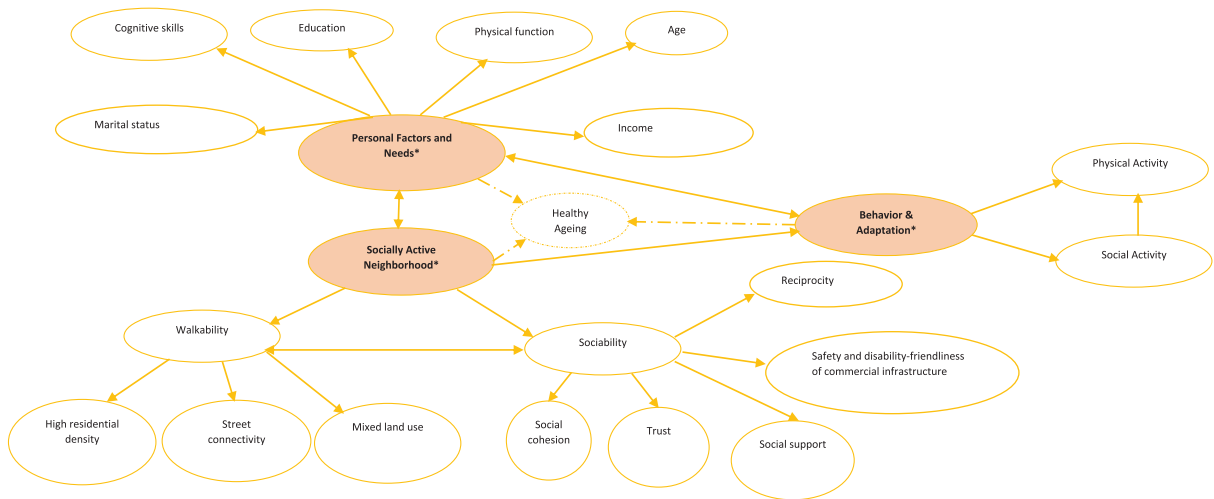 Cognitive skills
Education
Physical function
Age
Marital status
Personal Factors and
Needs*
Income
Physical Activity
Healthy
Ageing
Behavior &
Adaptation*
Socially Active
Neighborhood*
Social Activity
Reciprocity
Walkability
Sociability
Safety and disability-friendliness
of commercial infrastructure
High residential
density
Street
connectivity
Mixed land use
Social
cohesion
Trust
Social support